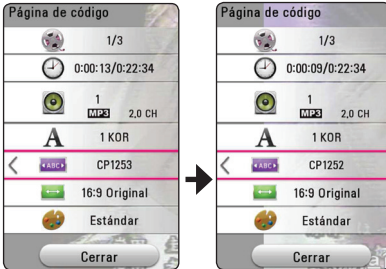 Página de código
1/3
0:00:13/0:22:34
1
MP3 2,0 CH
A 1 KOR
ABC CP1253
16:9 Original
Estándar
Cerrar
Página de código
1/3
0:00:09/0:22:34
1
MP3 2,0 CH
A 1 KOR
ABC CP1252
16:9 Original
Estándar
Cerrar